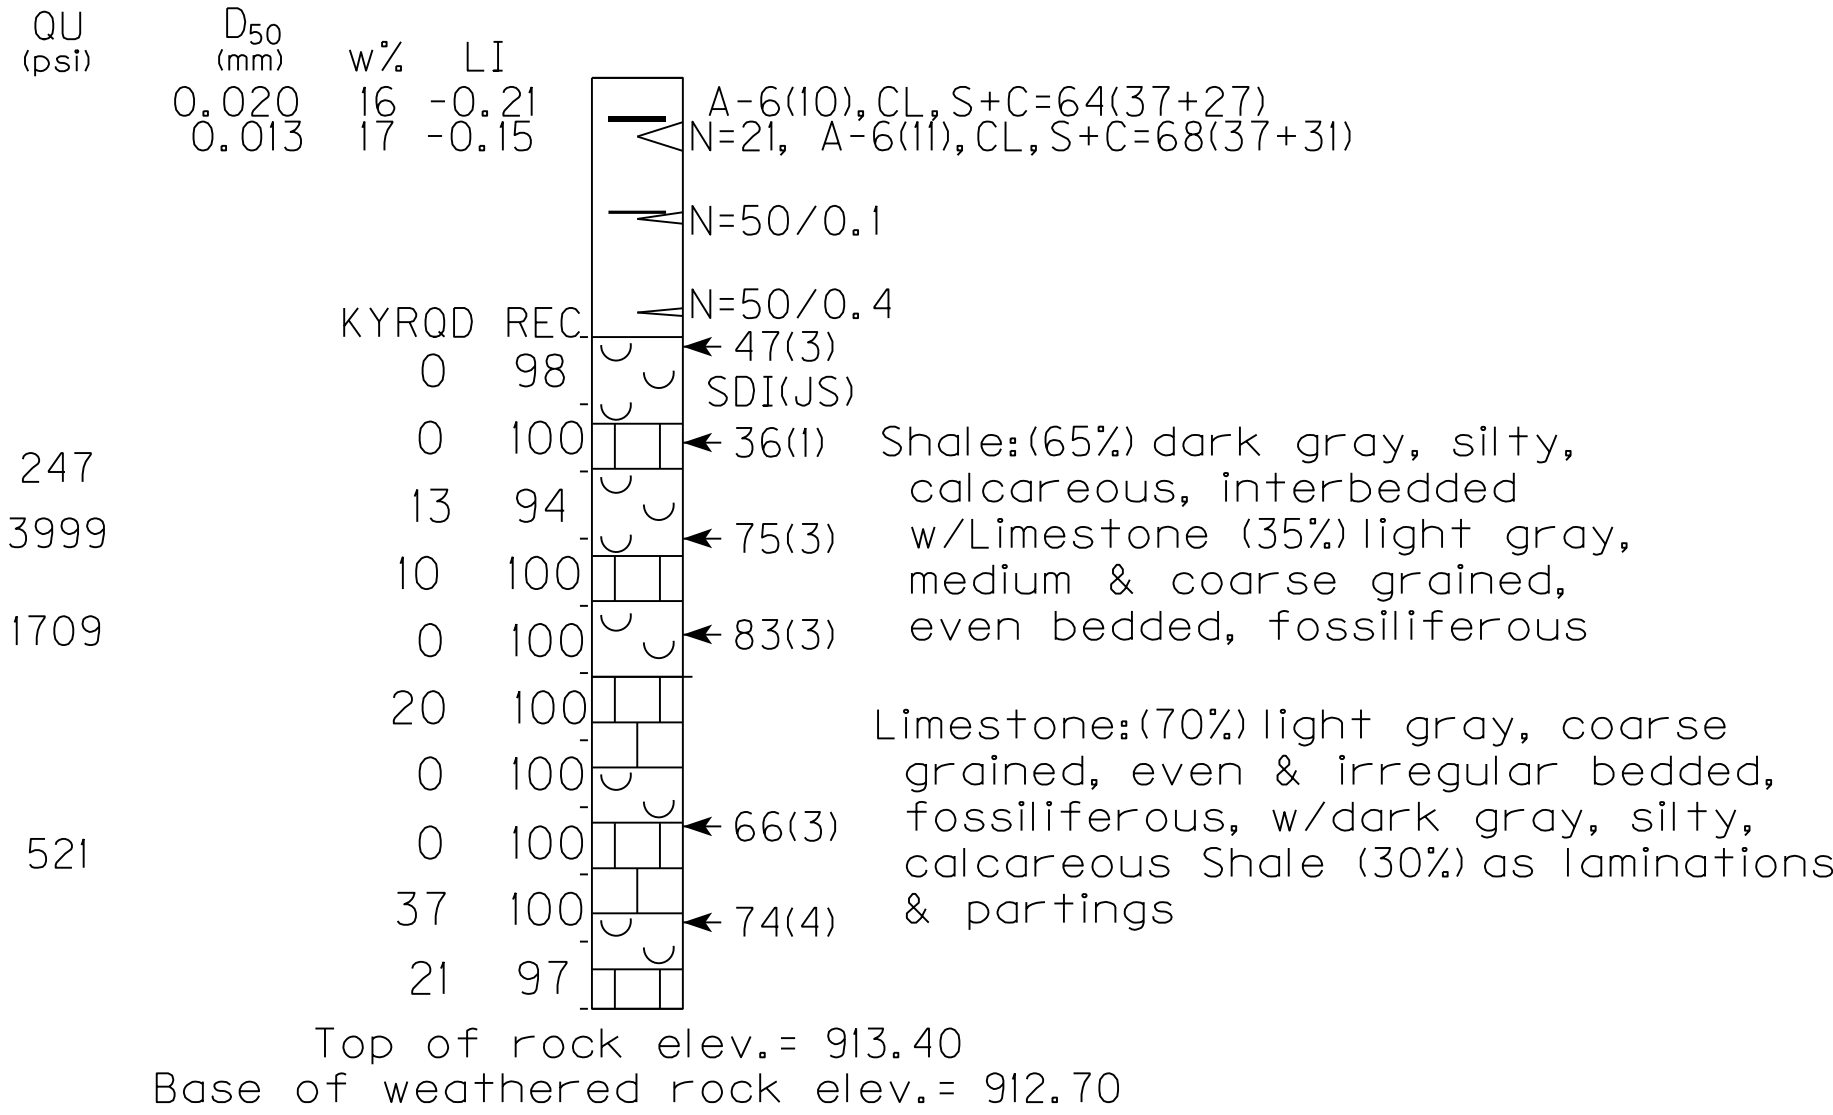 QU D50
(psi) (mm) w% LI
0.020 16 -0.21 A-6(10),CL,S+C=64(37+27)
0.013 17 -0.15 N=21, A-6(11),CL,S+C=68(37+31)
N=50/0.1
N=50/0.4
KYRQD REC
47(3)
0 98
SDI(JS)
0 100 36(1) Shale:(65%) dark gray, silty,
247
calcareous, interbedded
13 94
3999 75(3) w/Limestone (35%) light gray,
10 100 medium & coarse grained,
1709 0 100 83(3) even bedded, fossiliferous
20 100 Limestone:(70%) light gray, coarse
0 100 grained, even & irregular bedded,
66(3) fossiliferous, w/dark gray, silty,
521 0 100 calcareous Shale (30%) as laminations
37 100 & partings
74(4)
21 97
Top of rock elev.= 913.40
Base of weathered rock elev.= 912.70